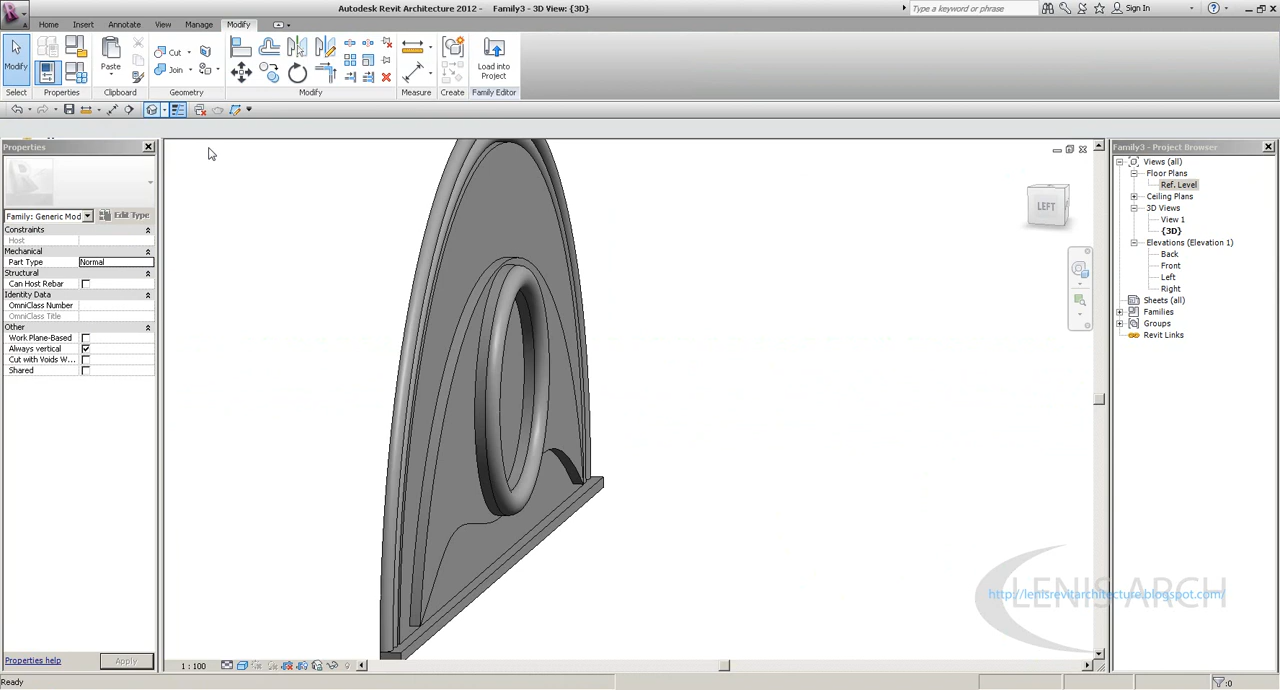 Autodesk Revit Architecture 2012 - Family3 - 3D View: {3D}
Type a keyword or phrase
Sign In
Home Insert Annotate View Manage Modify
Modify
Paste
Cut
Join
Load into
Project
Select Properties Clipboard Geometry Modify Measure Create Family Editor
Properties
Family: Generic Mod
Edit Type
Constraints
Host
Mechanical
Part Type Normal
Structural
Can Host Rebar
Identity Data
OmniClass Number
OmniClass Title
Other
Work Plane-Based
Always vertical
Cut with Voids W...
Shared
Properties help
Apply
LEFT
Family3 - Project Browser
Views (all)
Floor Plans
Ref. Level
Ceiling Plans
3D Views
View 1
{3D}
Elevations (Elevation 1)
Back
Front
Left
Right
Sheets (all)
Families
Groups
Revit Links
LENIS ARCH
http://lenisrevitarchitecture.blogspot.com/
1 : 100
Ready
:0